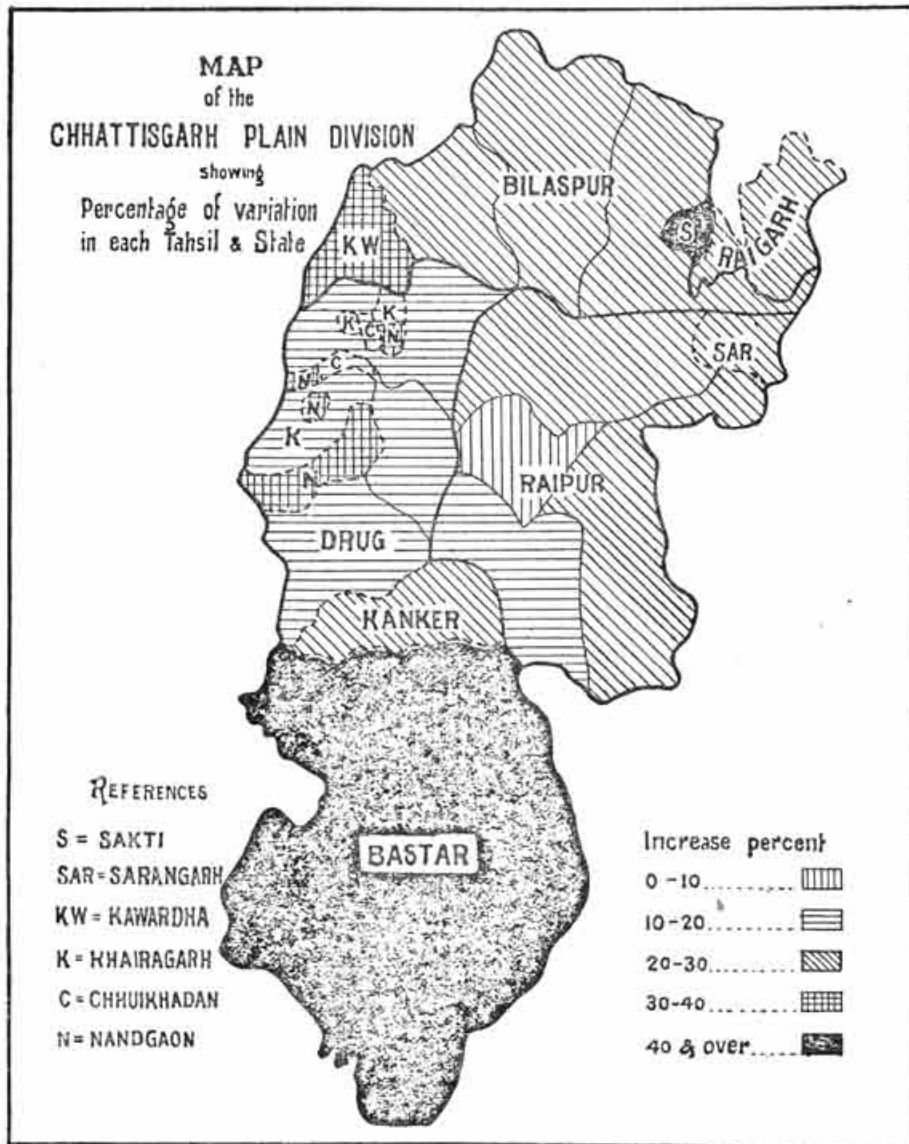 MAP
of the
CHHATTISGARH PLAIN DIVISION
showing
Percentage of variation
in each Tahsil & State
BILASPUR
KW
S
RAIGARH
K
K
C
N
SAR
C
N
N
K
N
RAIPUR
DRUG
KANKER
BASTAR
REFERENCES
S = SAKTI
SAR = SARANGARH
KW = KAWARDHA
K = KHAIRAGARH
C = CHHUIKHADAN
N = NANDGAON
Increase percent
0-10
10-20
20-30
30-40
40 & over